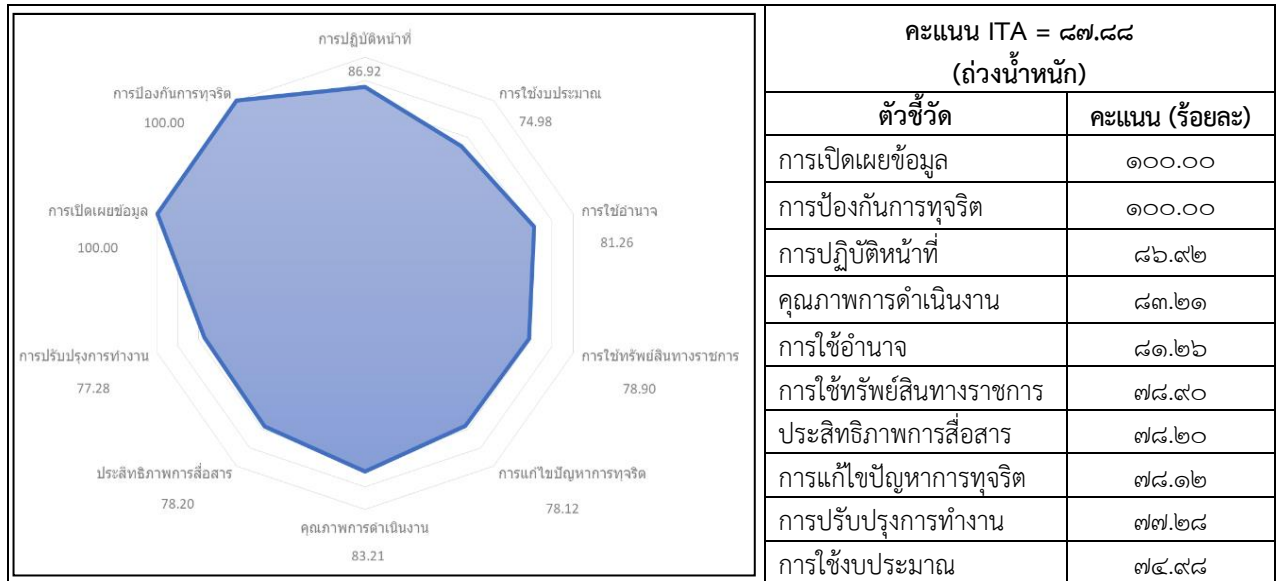 การปฏิบัติหน้าที่
86.92
การใช้งบประมาณ
74.98
การใช้อำนาจ
81.26
การใช้ทรัพย์สินทางราชการ
78.90
การแก้ไขปัญหาการทุจริต
78.12
คุณภาพการดำเนินงาน
83.21
ประสิทธิภาพการสื่อสาร
78.20
การปรับปรุงการทำงาน
77.28
การเปิดเผยข้อมูล
100.00
การป้องกันการทุจริต
100.00
คะแนน ITA = ๘๗.๘๘
(ถ่วงน้ำหนัก)
ตัวชี้วัด คะแนน (ร้อยละ)
การเปิดเผยข้อมูล ๑๐๐.๐๐
การป้องกันการทุจริต ๑๐๐.๐๐
การปฏิบัติหน้าที่ ๘๖.๙๒
คุณภาพการดำเนินงาน ๘๓.๒๑
การใช้อำนาจ ๘๑.๒๖
การใช้ทรัพย์สินทางราชการ ๗๘.๙๐
ประสิทธิภาพการสื่อสาร ๗๘.๒๐
การแก้ไขปัญหาการทุจริต ๗๘.๑๒
การปรับปรุงการทำงาน ๗๗.๒๘
การใช้งบประมาณ ๗๔.๙๘